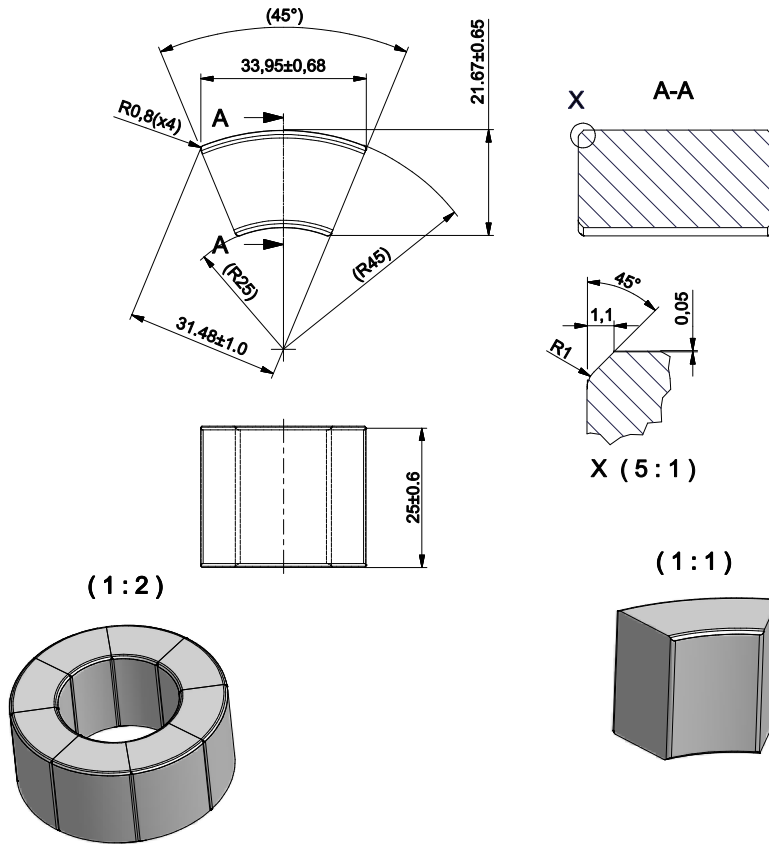 (45°)
33,95±0,68
21.67±0.65
R0,8(x4)
A
A
(R25)
(R45)
31.48±1.0
A-A
X
45°
1,1
0,05
R1
X (5:1)
25±0.6
(1:2)
(1:1)